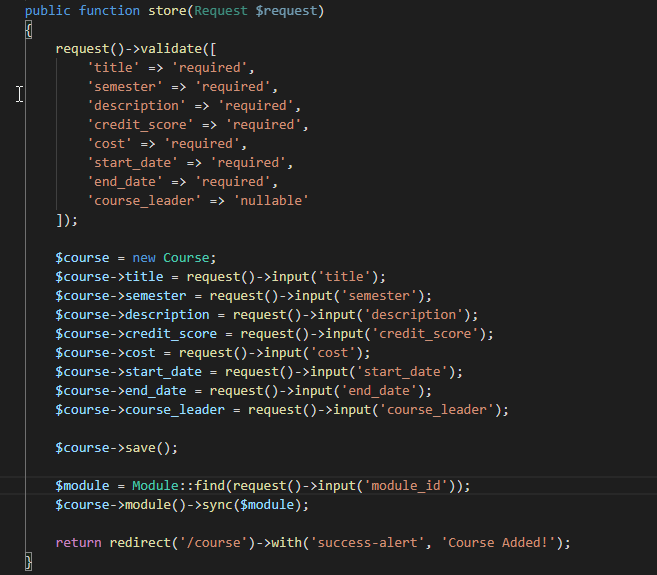 public function store(Request $request)
{
    request()->validate([
        'title' => 'required',
        'semester' => 'required',
        'description' => 'required',
        'credit_score' => 'required',
        'cost' => 'required',
        'start_date' => 'required',
        'end_date' => 'required',
        'course_leader' => 'nullable'
    ]);
    $course = new Course;
    $course->title = request()->input('title');
    $course->semester = request()->input('semester');
    $course->description = request()->input('description');
    $course->credit_score = request()->input('credit_score');
    $course->cost = request()->input('cost');
    $course->start_date = request()->input('start_date');
    $course->end_date = request()->input('end_date');
    $course->course_leader = request()->input('course_leader');
    $course->save();
    $module = Module::find(request()->input('module_id'));
    $course->module()->sync($module);
    return redirect('/course')->with('success-alert', 'Course Added!');
}